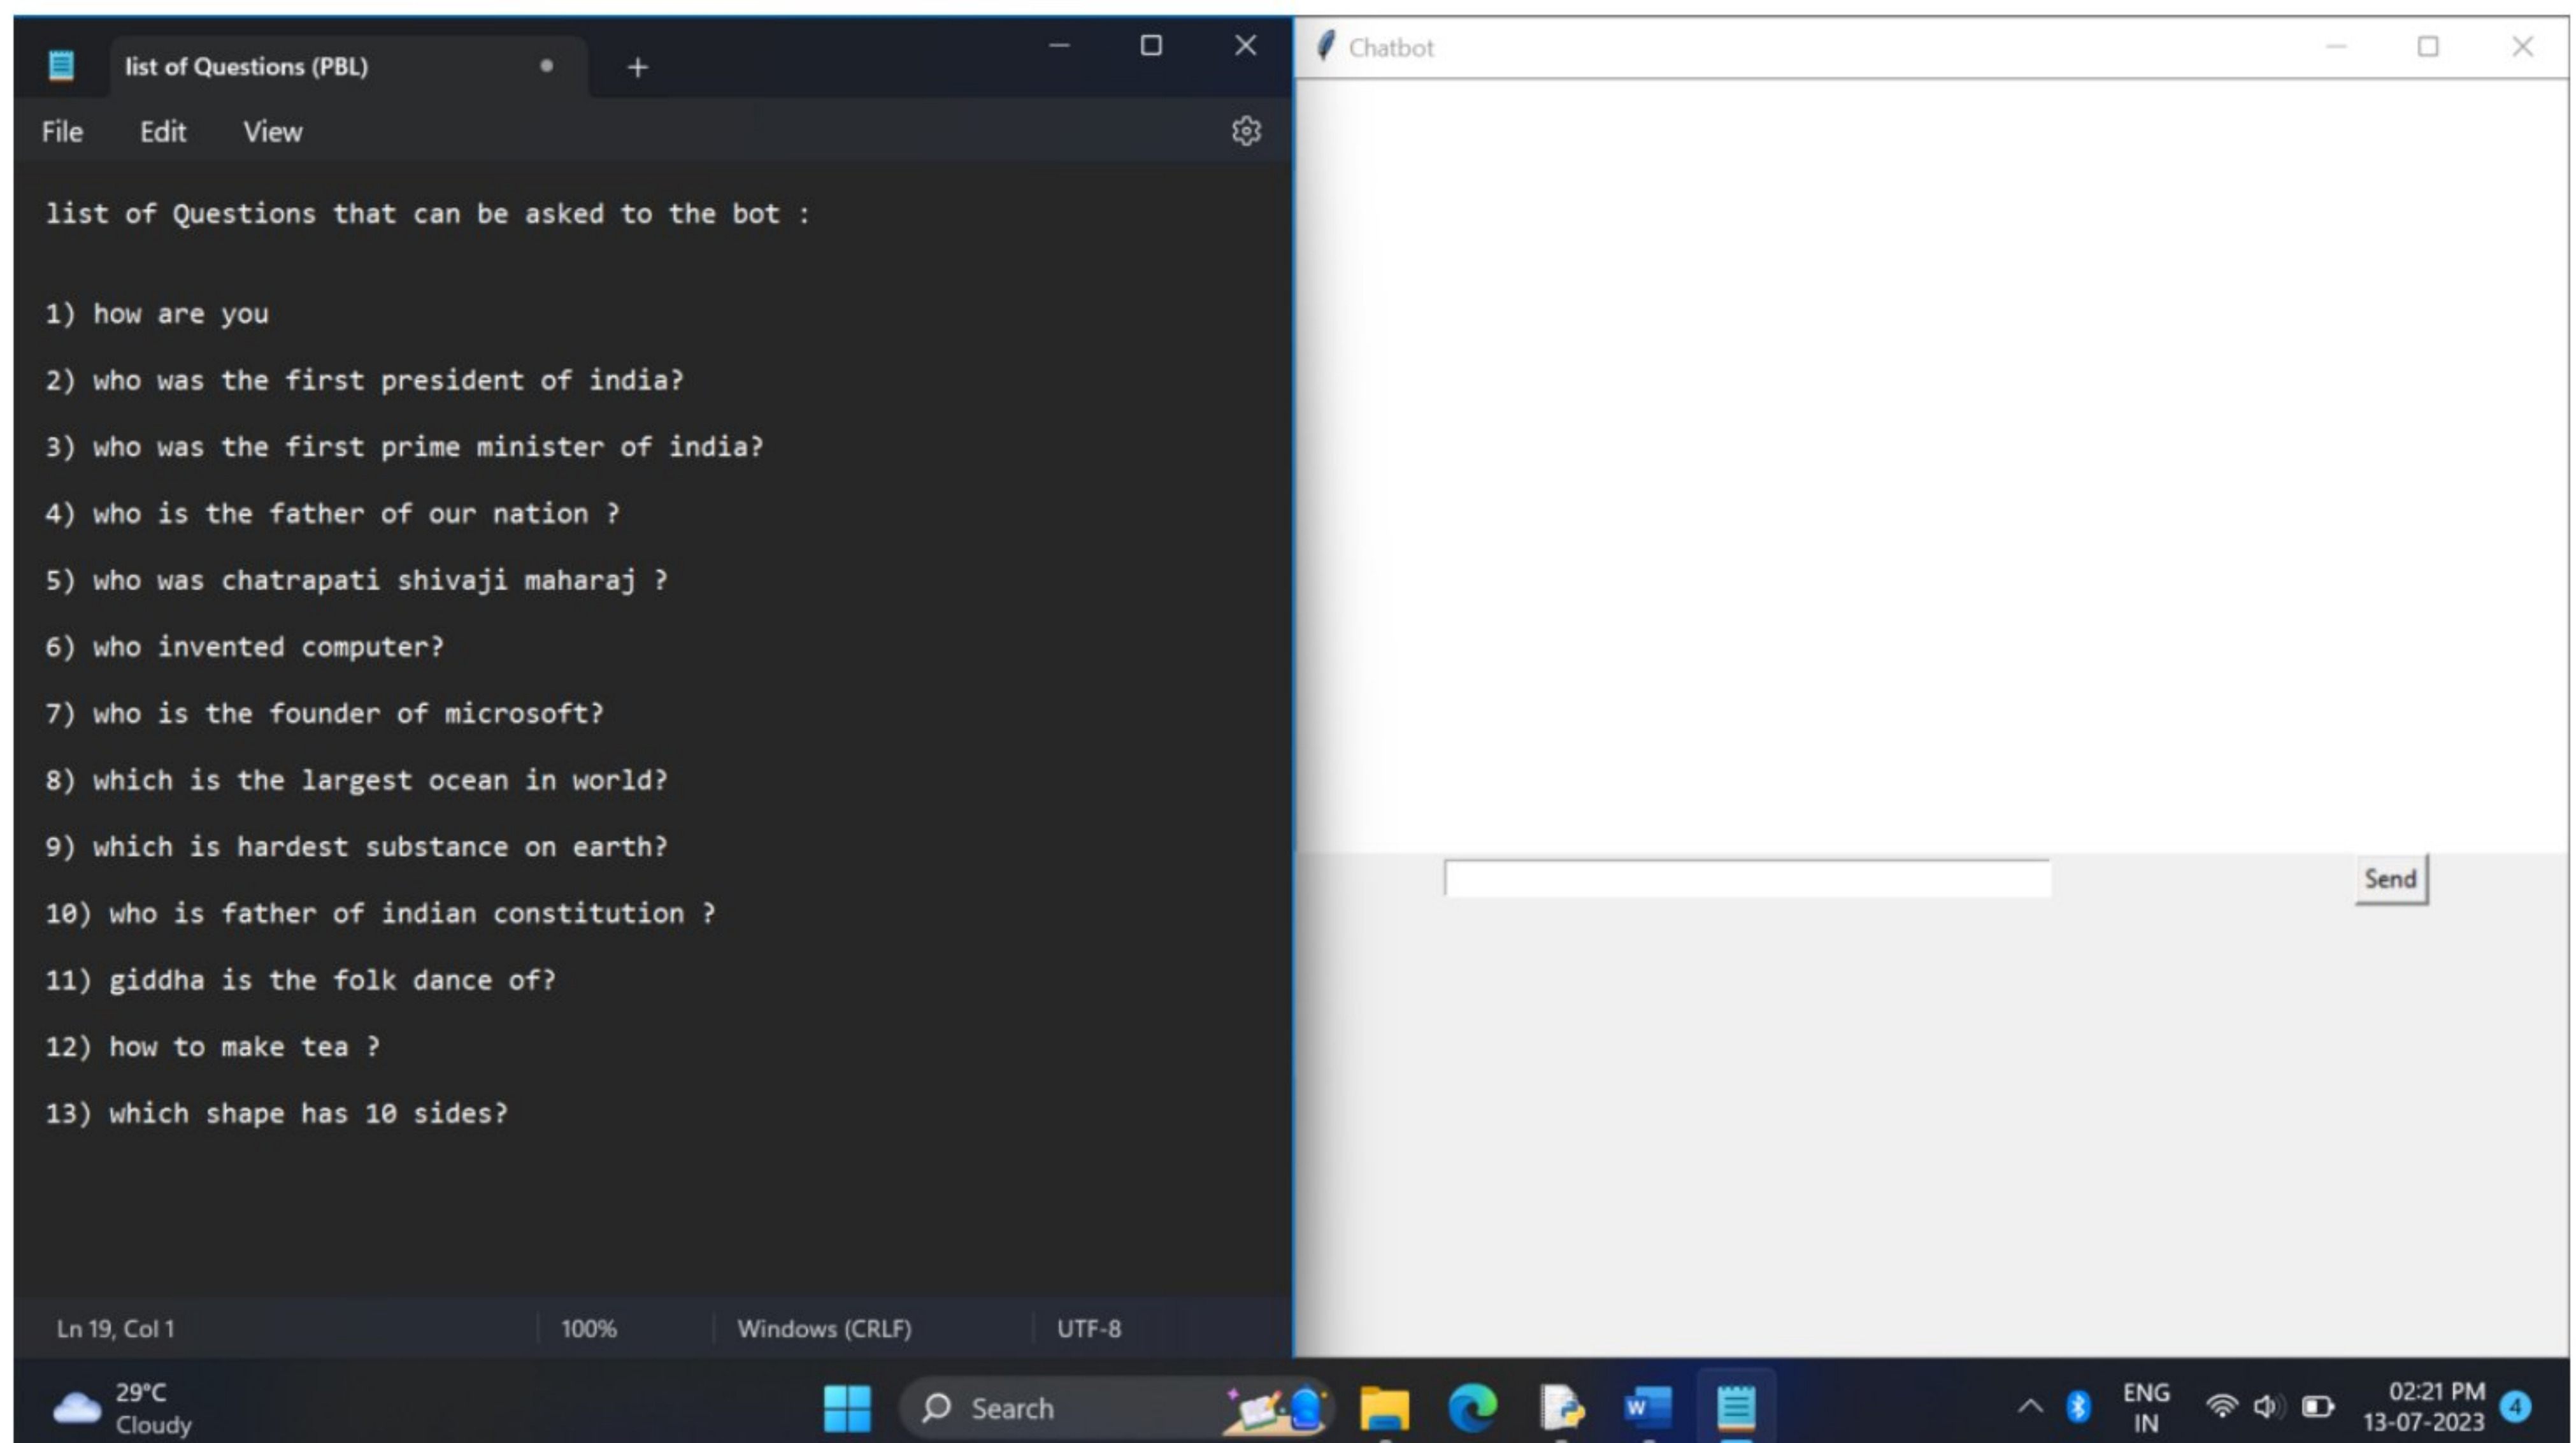 list of Questions (PBL)
File Edit View
list of Questions that can be asked to the bot :
1) how are you
2) who was the first president of india?
3) who was the first prime minister of india?
4) who is the father of our nation ?
5) who was chatrapati shivaji maharaj ?
6) who invented computer?
7) who is the founder of microsoft?
8) which is the largest ocean in world?
9) which is hardest substance on earth?
10) who is father of indian constitution ?
11) giddha is the folk dance of?
12) how to make tea ?
13) which shape has 10 sides?
Ln 19, Col 1 100% Windows (CRLF) UTF-8
Chatbot
Send
29°C
Cloudy
Search
W
ENG
IN
02:21 PM
13-07-2023
4